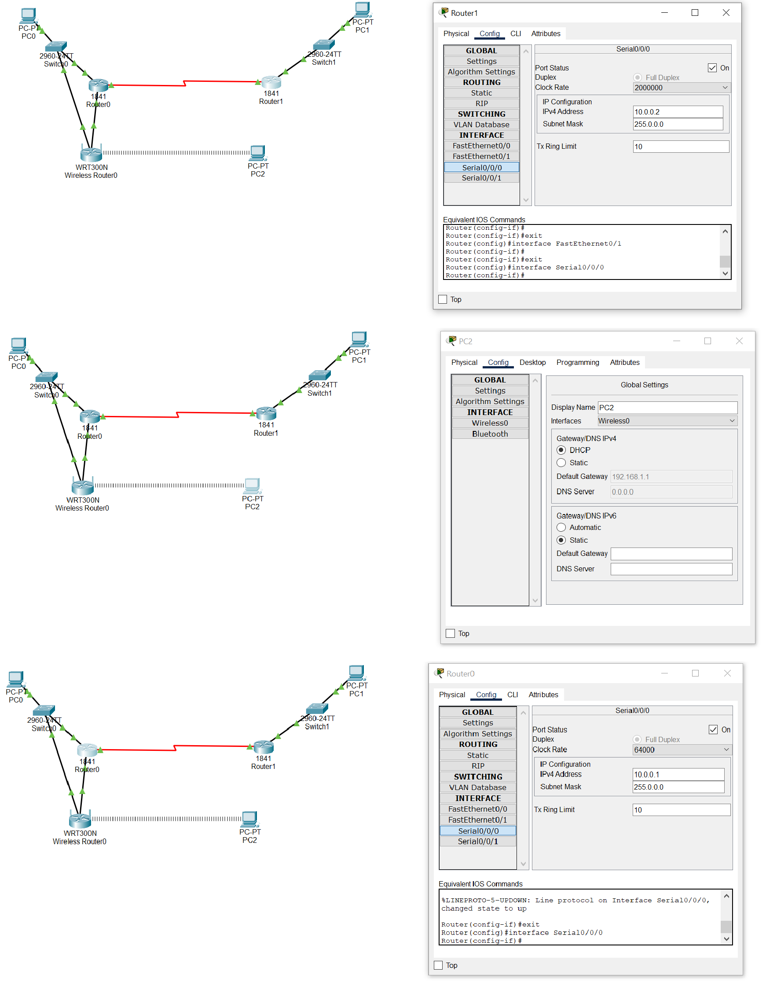 PC-PT
PC0
2960-24TT
Switch0
1841
Router0
PC-PT
PC1
2960-24TT
Switch1
1841
Router1
WRT300N
Wireless Router0
PC-PT
PC2
Router1
Physical Config CLI Attributes
GLOBAL
Settings
Algorithm Settings
ROUTING
Static
RIP
SWITCHING
VLAN Database
INTERFACE
FastEthernet0/0
FastEthernet0/1
Serial0/0/0
Serial0/0/1
Serial0/0/0
Port Status On
Duplex Full Duplex
Clock Rate 2000000
IP Configuration
IPv4 Address 10.0.0.2
Subnet Mask 255.0.0.0
Tx Ring Limit 10
Equivalent IOS Commands
Router(config-if)#
Router(config-if)#exit
Router(config)#interface FastEthernet0/1
Router(config-if)#
Router(config-if)#exit
Router(config)#interface Serial0/0/0
Router(config-if)#
Top
PC-PT
PC0
2960-24TT
Switch0
1841
Router0
PC-PT
PC1
2960-24TT
Switch1
1841
Router1
WRT300N
Wireless Router0
PC-PT
PC2
PC2
Physical Config Desktop Programming Attributes
GLOBAL
Settings
Algorithm Settings
INTERFACE
Wireless0
Bluetooth
Global Settings
Display Name PC2
Interfaces Wireless0
Gateway/DNS IPv4
DHCP
Static
Default Gateway 192.168.1.1
DNS Server 0.0.0.0
Gateway/DNS IPv6
Automatic
Static
Default Gateway
DNS Server
Top
PC-PT
PC0
2960-24TT
Switch0
1841
Router0
PC-PT
PC1
2960-24TT
Switch1
1841
Router1
WRT300N
Wireless Router0
PC-PT
PC2
Router0
Physical Config CLI Attributes
GLOBAL
Settings
Algorithm Settings
ROUTING
Static
RIP
SWITCHING
VLAN Database
INTERFACE
FastEthernet0/0
FastEthernet0/1
Serial0/0/0
Serial0/0/1
Serial0/0/0
Port Status On
Duplex Full Duplex
Clock Rate 64000
IP Configuration
IPv4 Address 10.0.0.1
Subnet Mask 255.0.0.0
Tx Ring Limit 10
Equivalent IOS Commands
%LINEPROTO-5-UPDOWN: Line protocol on Interface Serial0/0/0,
changed state to up
Router(config-if)#exit
Router(config)#interface Serial0/0/0
Router(config-if)#
Top